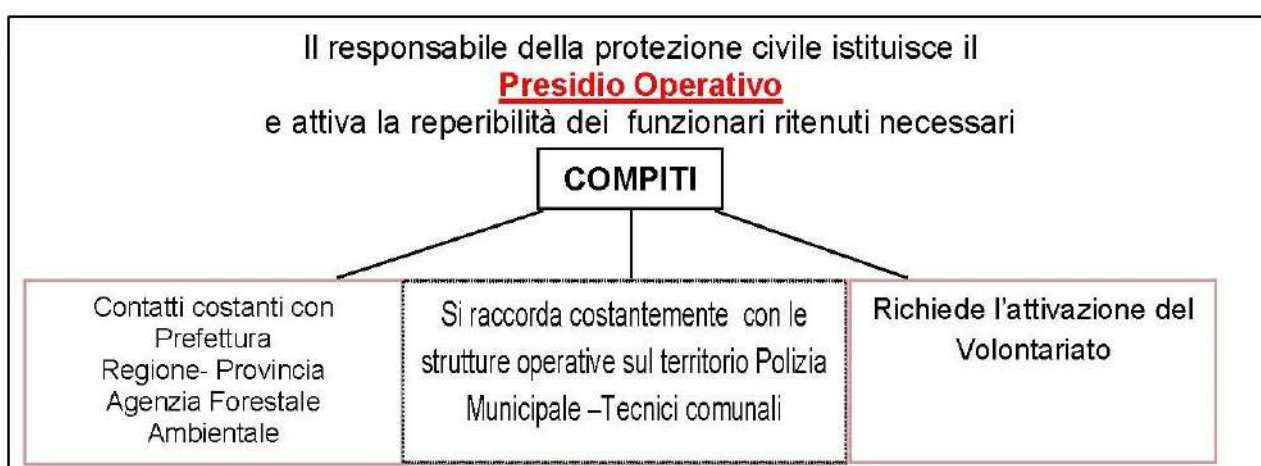 Il responsabile della protezione civile istituisce il
Presidio Operativo
e attiva la reperibilità dei funzionari ritenuti necessari
COMPITI
Contatti costanti con
Prefettura
Regione- Provincia
Agenzia Forestale
Ambientale
Si raccorda costantemente con le
strutture operative sul territorio Polizia
Municipale –Tecnici comunali
Richiede l'attivazione del
Volontariato